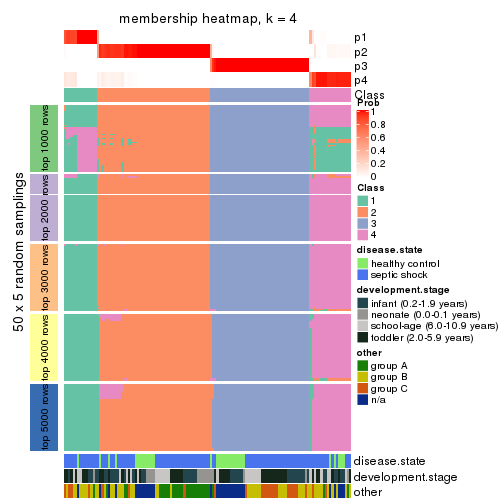 membership heatmap, k = 4
p1
p2
p3
p4
Class
Prob
1
0.8
0.6
0.4
0.2
0
Class
1
2
3
4
disease.state
healthy control
septic shock
development.stage
infant (0.2-1.9 years)
neonate (0.0-0.1 years)
school-age (6.0-10.9 years)
toddler (2.0-5.9 years)
other
group A
group B
group C
n/a
50 x 5 random samplings
top 1000 rows
top 2000 rows
top 3000 rows
top 4000 rows
top 5000 rows
disease.state
development.stage
other